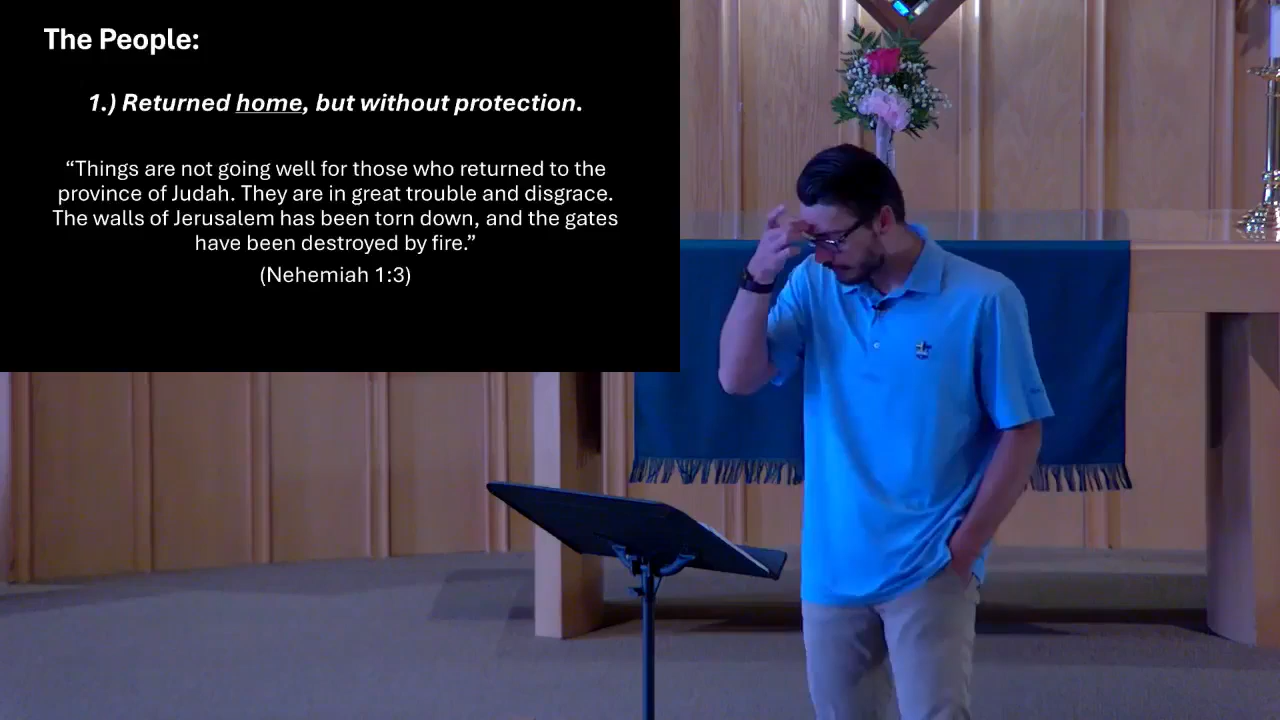 The People:
1.) Returned home, but without protection.
“Things are not going well for those who returned to the
province of Judah. They are in great trouble and disgrace.
The walls of Jerusalem has been torn down, and the gates
have been destroyed by fire.”
(Nehemiah 1:3)